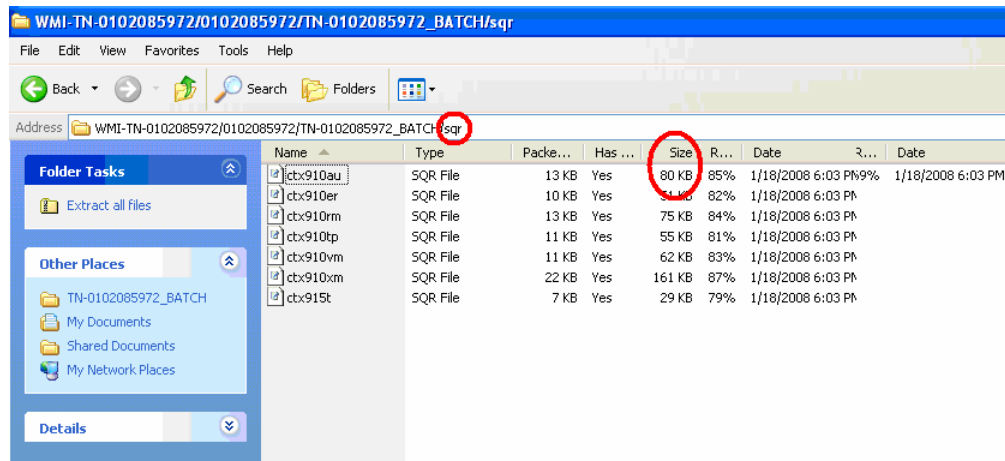 WMI-TN-0102085972/0102085972/TN-0102085972_BATCH/sqr
File Edit View Favorites Tools Help
Back Search Folders
Address WMI-TN-0102085972/0102085972/TN-0102085972_BATCH/sqr
Name Type Packe... Has ... Size R... Date R... Date
Folder Tasks
ctx910au SQR File 13 KB Yes 80 KB 85% 1/18/2008 6:03 PM 9% 1/18/2008 6:03 PM
ctx910er SQR File 10 KB Yes 51 KB 82% 1/18/2008 6:03 PM
Extract all files
ctx910rm SQR File 13 KB Yes 75 KB 84% 1/18/2008 6:03 PM
ctx910tp SQR File 11 KB Yes 55 KB 81% 1/18/2008 6:03 PM
ctx910vm SQR File 11 KB Yes 62 KB 83% 1/18/2008 6:03 PM
Other Places
ctx910xm SQR File 22 KB Yes 161 KB 87% 1/18/2008 6:03 PM
ctx915t SQR File 7 KB Yes 29 KB 79% 1/18/2008 6:03 PM
TN-0102085972_BATCH
My Documents
Shared Documents
My Network Places
Details